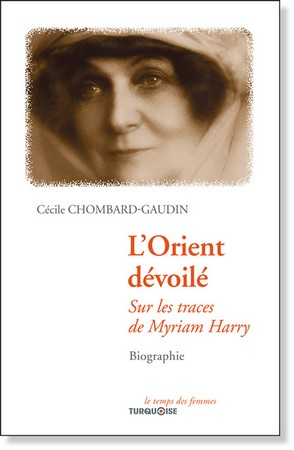 Cécile CHOMBARD-GAUDIN
L'Orient
dévoilé
Sur les traces
de Myriam Harry
Biographie
le temps des femmes
TURQUOISE